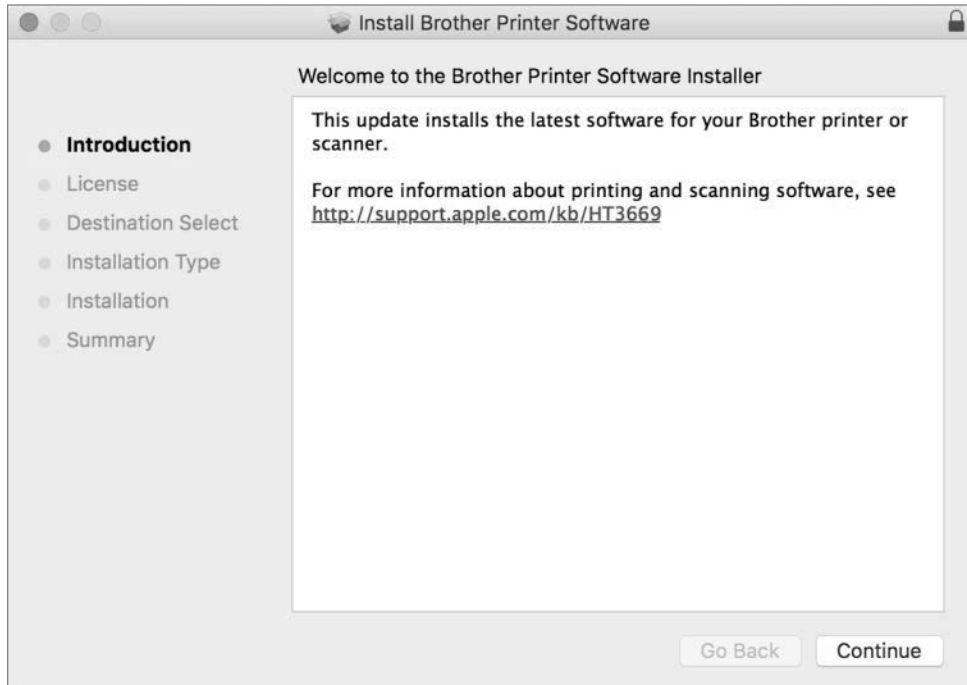 Install Brother Printer Software
Welcome to the Brother Printer Software Installer
Introduction
License
Destination Select
Installation Type
Installation
Summary
This update installs the latest software for your Brother printer or
scanner.
For more information about printing and scanning software, see
http://support.apple.com/kb/HT3669
Go Back
Continue